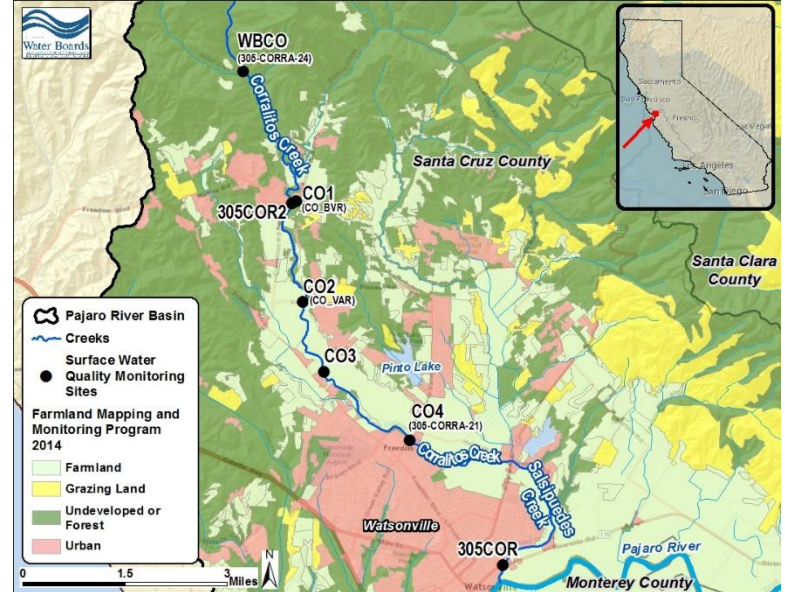 Water Boards
WBCO
(305-CORRA-24)
Corralitos Creek
Santa Cruz County
CO1
(CO_BVR)
305COR2
Freedom Blvd
CO2
(CO_VAR)
CO3
Pinto Lake
CO4
(305-CORRA-21)
Freedom
Corralitos Creek
Salsipuedes
Creek
Watsonville
305COR
Pajaro River
Monterey County
Santa Clara
County
Sacramento
San Francisco
Fresno
Las Vegas
Los Angeles
San Diego
Pajaro River Basin
Creeks
Surface Water
Quality Monitoring
Sites
Farmland Mapping and
Monitoring Program
2014
Farmland
Grazing Land
Undeveloped or
Forest
Urban
0 1.5 3
Miles
N